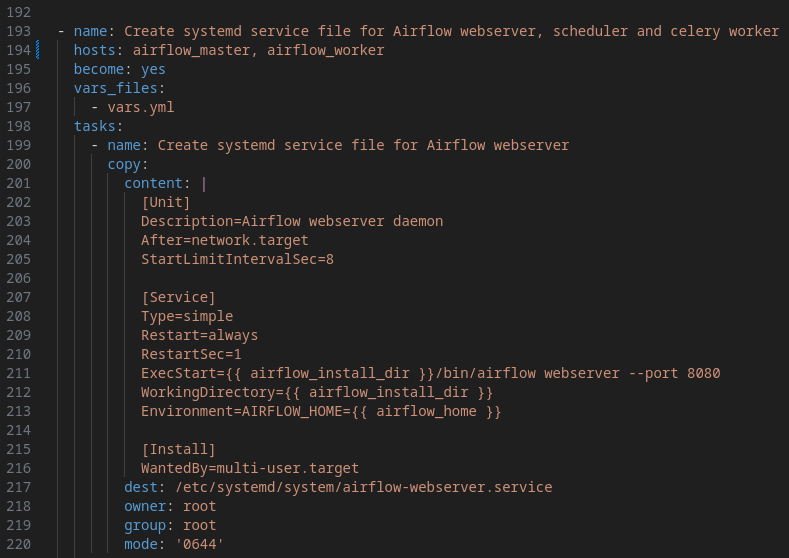 192
193 - name: Create systemd service file for Airflow webserver, scheduler and celery worker
194 hosts: airflow_master, airflow_worker
195 become: yes
196 vars_files:
197 - vars.yml
198 tasks:
199 - name: Create systemd service file for Airflow webserver
200 copy:
201 content: |
202 [Unit]
203 Description=Airflow webserver daemon
204 After=network.target
205 StartLimitIntervalSec=8
206
207 [Service]
208 Type=simple
209 Restart=always
210 RestartSec=1
211 ExecStart={{ airflow_install_dir }}/bin/airflow webserver --port 8080
212 WorkingDirectory={{ airflow_install_dir }}
213 Environment=AIRFLOW_HOME={{ airflow_home }}
214
215 [Install]
216 WantedBy=multi-user.target
217 dest: /etc/systemd/system/airflow-webserver.service
218 owner: root
219 group: root
220 mode: '0644'